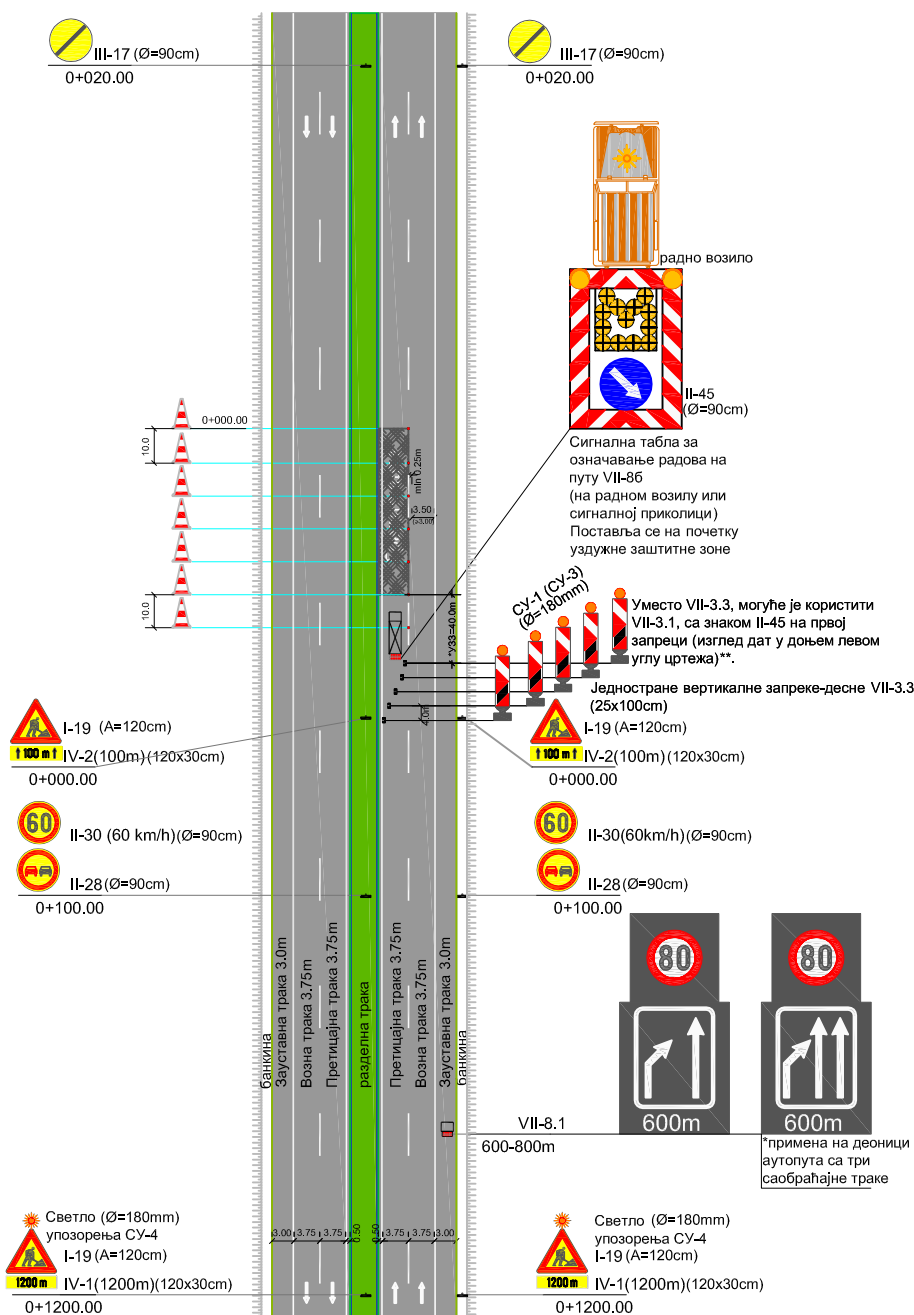 III-17 (Ø=90cm)
0+020.00
III-17 (Ø=90cm)
0+020.00
радно возило
II-45
(Ø=90cm)
Сигнална табла за
означавање радова на
путу VII-8б
(на радном возилу или
сигналној приколици)
Поставља се на почетку
уздужне заштитне зоне
0+000.00
10.0
min 0.25m
3.50
(≥3,00)
10.0
*УЗЗ=40.0m
СУ-1 (СУ-3)
(Ø=180mm)
Уместо VII-3.3, могуће је користити
VII-3.1, са знаком II-45 на првој
запреци (изглед дат у доњем левом
углу цртежа)**.
Једностране вертикалне запреке-десне VII-3.3
(25x100cm)
4.0m
I-19 (A=120cm)
100 m
IV-2(100m)(120x30cm)
0+000.00
I-19 (A=120cm)
100 m
IV-2(100m)(120x30cm)
0+000.00
60
II-30 (60 km/h)(Ø=90cm)
II-28(Ø=90cm)
0+100.00
60
II-30(60km/h)(Ø=90cm)
II-28(Ø=90cm)
0+100.00
банкина
Зауставна трака 3.0m
Возна трака 3.75m
Претицајна трака 3.75m
разделна трака
Претицајна трака 3.75m
Возна трака 3.75m
Зауставна трака 3.0m
банкина
80
600m
80
600m
VII-8.1
600-800m
*примена на деоници
аутопута са три
саобраћајне траке
3.00 3.75 3.75 0.50 0.50 3.75 3.75 3.00
Светло (Ø=180mm)
упозорења СУ-4
I-19 (A=120cm)
1200 m
IV-1(1200m)(120x30cm)
0+1200.00
Светло (Ø=180mm)
упозорења СУ-4
I-19 (A=120cm)
1200 m
IV-1(1200m)(120x30cm)
0+1200.00